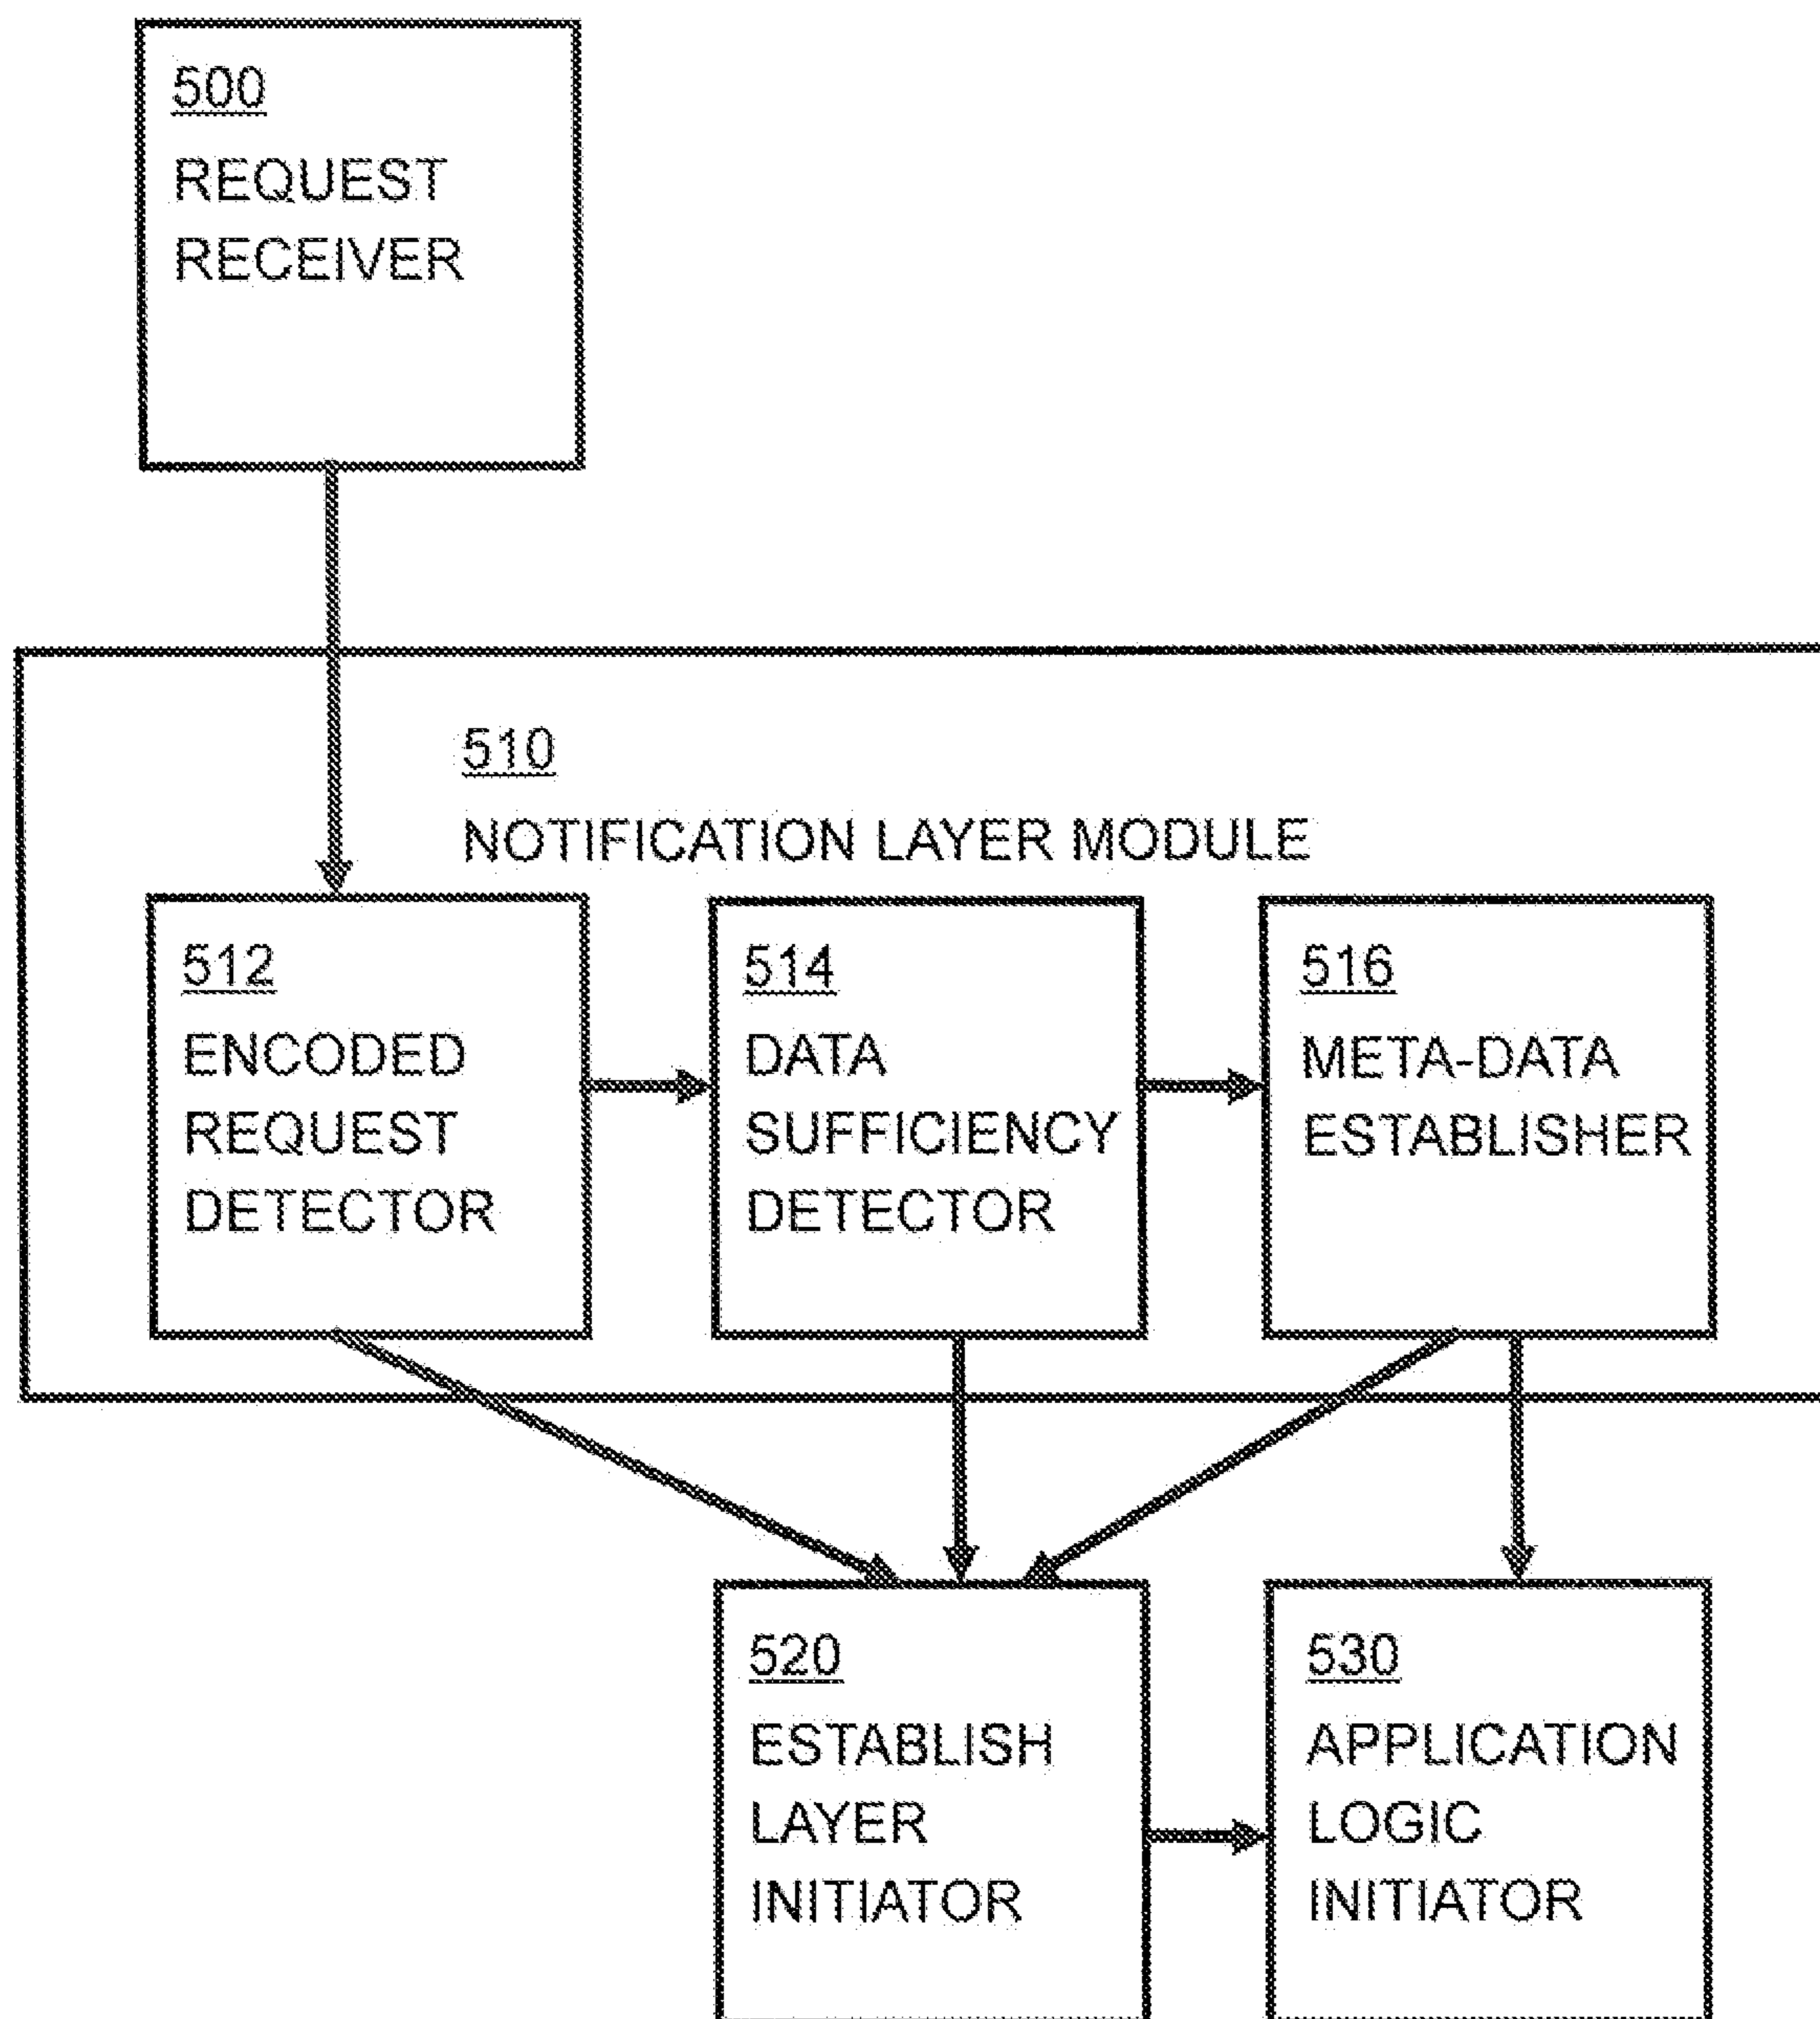 500
REQUEST
RECEIVER
510
NOTIFICATION LAYER MODULE
512
ENCODED
REQUEST
DETECTOR
514
DATA
SUFFICIENCY
DETECTOR
516
META-DATA
ESTABLISHER
520
ESTABLISH
LAYER
INITIATOR
530
APPLICATION
LOGIC
INITIATOR